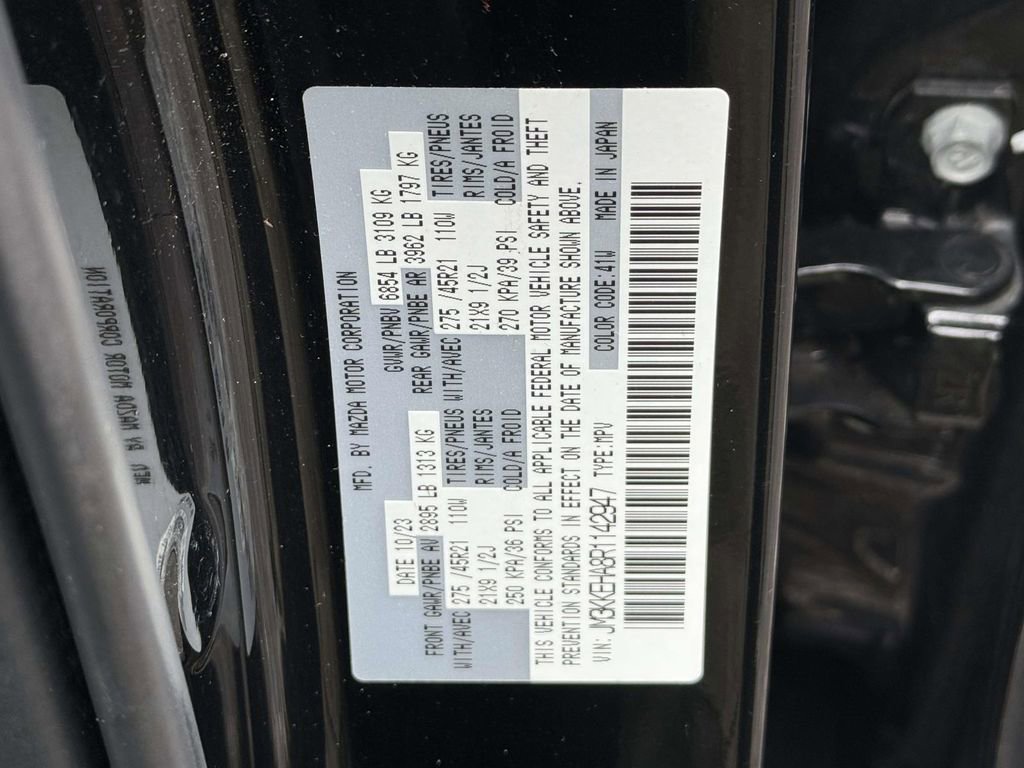 MFD. BY MAZDA MOTOR CORPORATION
DATE 10/23 GVWR/PNBV 6854 LB 3109 KG
FRONT GAWR/PNBE AV 2895 LB 1313 KG REAR GAWR/PNBE AR 3962 LB 1797 KG
WITH/AVEC 275 /45R21 110W TIRES/PNEUS WITH/AVEC 275 /45R21 110W TIRES/PNEUS
21X9 1/2J RIMS/JANTES 21X9 1/2J RIMS/JANTES
250 KPA/36 PSI COLD/A FROID 270 KPA/39 PSI COLD/A FROID
THIS VEHICLE CONFORMS TO ALL APPLICABLE FEDERAL MOTOR VEHICLE SAFETY AND THEFT
PREVENTION STANDARDS IN EFFECT ON THE DATE OF MANUFACTURE SHOWN ABOVE.
VIN: JM3KKEHA8R1142947 TYPE:MPV COLOR CODE 41W MADE IN JAPAN